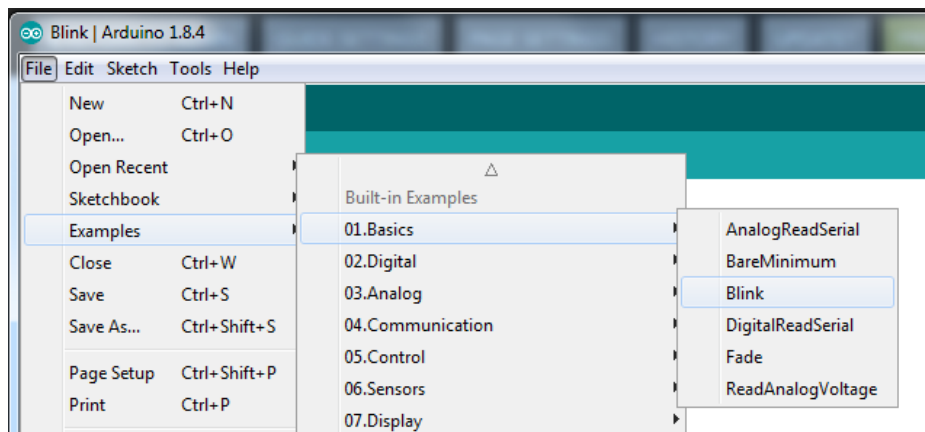 Blink | Arduino 1.8.4
File Edit Sketch Tools Help
New Ctrl+N
Open... Ctrl+O
Open Recent
Sketchbook
Examples
Close Ctrl+W
Save Ctrl+S
Save As... Ctrl+Shift+S
Page Setup Ctrl+Shift+P
Print Ctrl+P
Built-in Examples
01.Basics
02.Digital
03.Analog
04.Communication
05.Control
06.Sensors
07.Display
AnalogReadSerial
BareMinimum
Blink
DigitalReadSerial
Fade
ReadAnalogVoltage